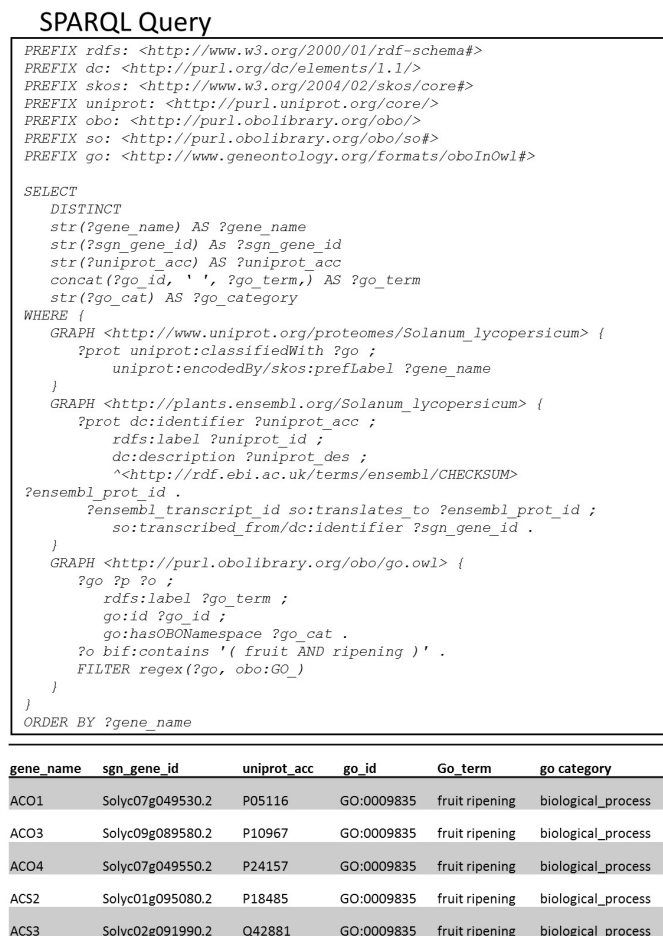 SPARQL Query
PREFIX rdfs: <http://www.w3.org/2000/01/rdf-schema#>
PREFIX dc: <http://purl.org/dc/elements/1.1/>
PREFIX skos: <http://www.w3.org/2004/02/skos/core#>
PREFIX uniprot: <http://purl.uniprot.org/core/>
PREFIX obo: <http://purl.obolibrary.org/obo/>
PREFIX so: <http://purl.obolibrary.org/obo/so#>
PREFIX go: <http://www.geneontology.org/formats/oboInOwl#>
SELECT
DISTINCT
str(?gene_name) AS ?gene_name
str(?sgn_gene_id) As ?sgn_gene_id
str(?uniprot_acc) AS ?uniprot_acc
concat(?go_id, ‛ ', ?go_term,) AS ?go_term
str(?go_cat) AS ?go_category
WHERE {
GRAPH <http://www.uniprot.org/proteomes/Solanum_lycopersicum> {
?prot uniprot:classifiedWith ?go ;
uniprot:encodedBy/skos:prefLabel ?gene_name
}
GRAPH <http://plants.ensembl.org/Solanum_lycopersicum> {
?prot dc:identifier ?uniprot_acc ;
rdfs:label ?uniprot_id ;
dc:description ?uniprot_des ;
^<http://rdf.ebi.ac.uk/terms/ensembl/CHECKSUM>
?ensembl_prot_id .
?ensembl_transcript_id so:translates_to ?ensembl_prot_id ;
so:transcribed_from/dc:identifier ?sgn_gene_id .
}
GRAPH <http://purl.obolibrary.org/obo/go.owl> {
?go ?p ?o ;
rdfs:label ?go_term ;
go:id ?go_id ;
go:hasOBONamespace ?go_cat .
?o bif:contains '( fruit AND ripening )' .
FILTER regex(?go, obo:GO_)
}
}
ORDER BY ?gene_name
gene_name sgn_gene_id uniprot_acc go_id Go_term go category
ACO1 Solyc07g049530.2 P05116 GO:0009835 fruit ripening biological_process
ACO3 Solyc09g089580.2 P10967 GO:0009835 fruit ripening biological_process
ACO4 Solyc07g049550.2 P24157 GO:0009835 fruit ripening biological_process
ACS2 Solyc01g095080.2 P18485 GO:0009835 fruit ripening biological_process
ACS3 Solyc02g091990.2 Q42881 GO:0009835 fruit ripening biological_process